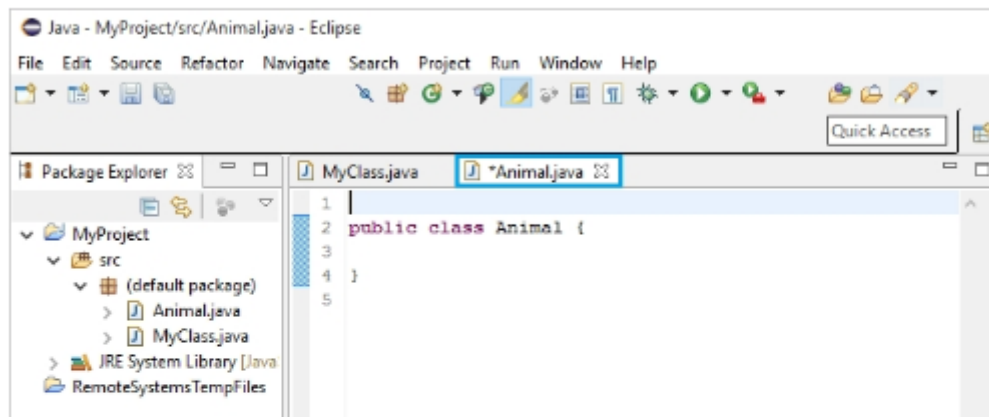 Java - MyProject/src/Animal.java - Eclipse
File Edit Source Refactor Navigate Search Project Run Window Help
Quick Access
Package Explorer
MyProject
src
(default package)
Animal.java
MyClass.java
JRE System Library [Java
RemoteSystemsTempFiles
MyClass.java *Animal.java
1
2 public class Animal {
3
4 }
5